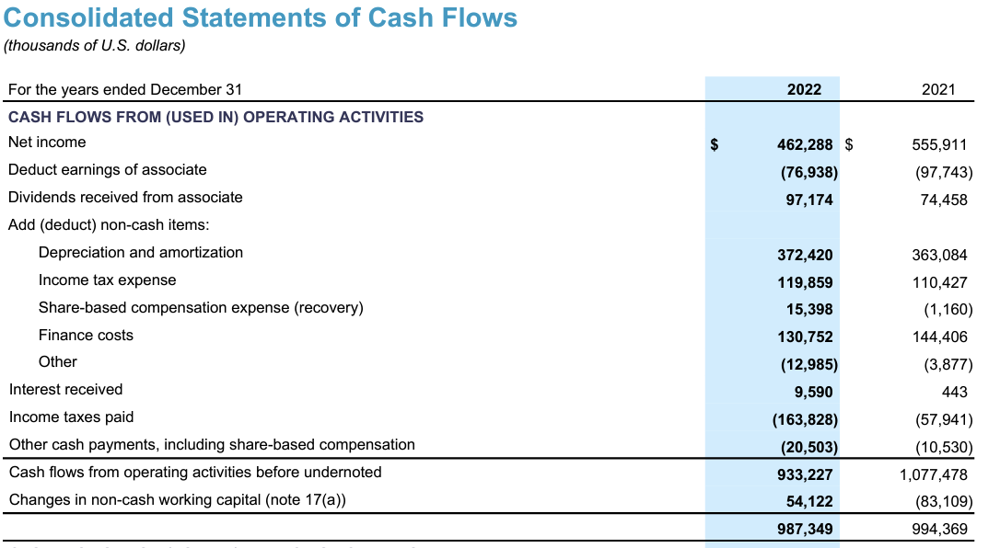 Consolidated Statements of Cash Flows
(thousands of U.S. dollars)
For the years ended December 31 2022 2021
CASH FLOWS FROM (USED IN) OPERATING ACTIVITIES
Net income $ 462,288 $ 555,911
Deduct earnings of associate (76,938) (97,743)
Dividends received from associate 97,174 74,458
Add (deduct) non-cash items:
Depreciation and amortization 372,420 363,084
Income tax expense 119,859 110,427
Share-based compensation expense (recovery) 15,398 (1,160)
Finance costs 130,752 144,406
Other (12,985) (3,877)
Interest received 9,590 443
Income taxes paid (163,828) (57,941)
Other cash payments, including share-based compensation (20,503) (10,530)
Cash flows from operating activities before undernoted 933,227 1,077,478
Changes in non-cash working capital (note 17(a)) 54,122 (83,109)
987,349 994,369